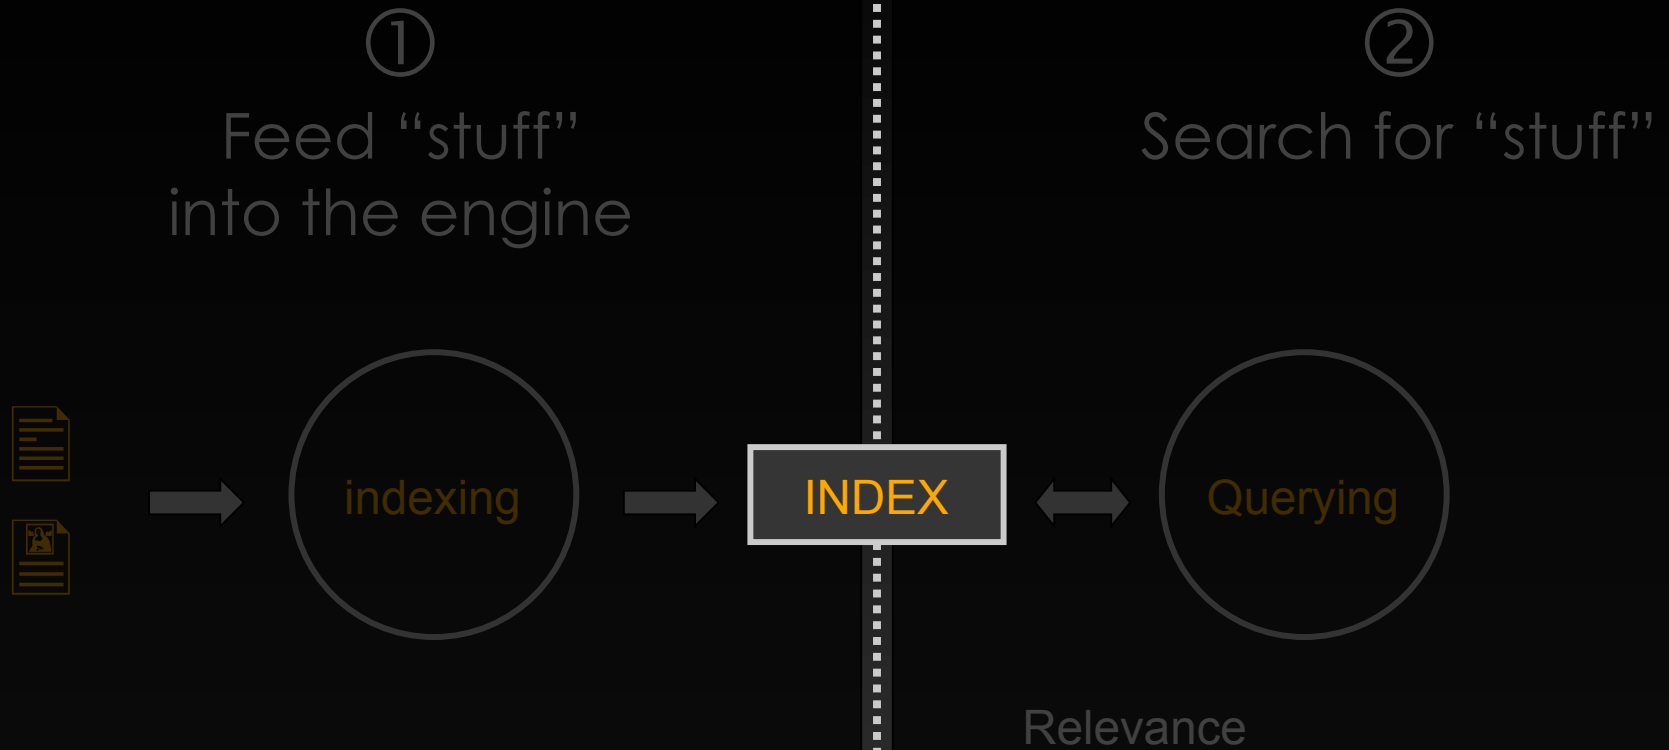 ①
Feed “stuff”
into the engine
②
Search for “stuff”
indexing
INDEX
Querying
Relevance